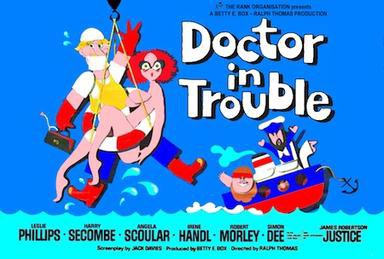 THE RANK ORGANISATION presents
A BETTY E. BOX - RALPH THOMAS PRODUCTION
Doctor
in
Trouble
LESLIE PHILLIPS · HARRY SECOMBE · ANGELA SCOULAR · IRENE HANDL · ROBERT MORLEY · SIMON DEE JAMES ROBERTSON JUSTICE
Screenplay by JACK DAVIES · Produced by BETTY E. BOX · Directed by RALPH THOMAS